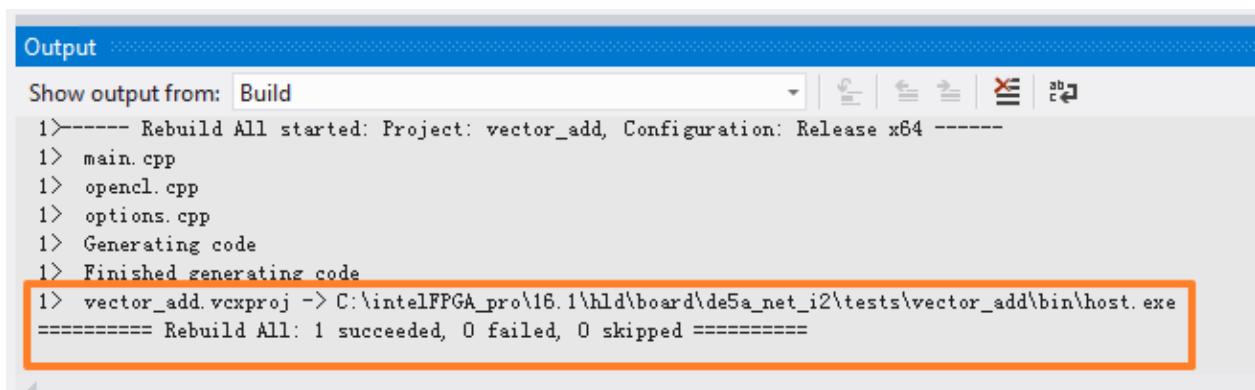 Output
Show output from: Build
1>------ Rebuild All started: Project: vector_add, Configuration: Release x64 ------
1> main.cpp
1> opencl.cpp
1> options.cpp
1> Generating code
1> Finished generating code
1> vector_add.vcxproj -> C:\intelFPGA_pro\16.1\hld\board\de5a_net_i2\tests\vector_add\bin\host.exe
========== Rebuild All: 1 succeeded, 0 failed, 0 skipped ==========